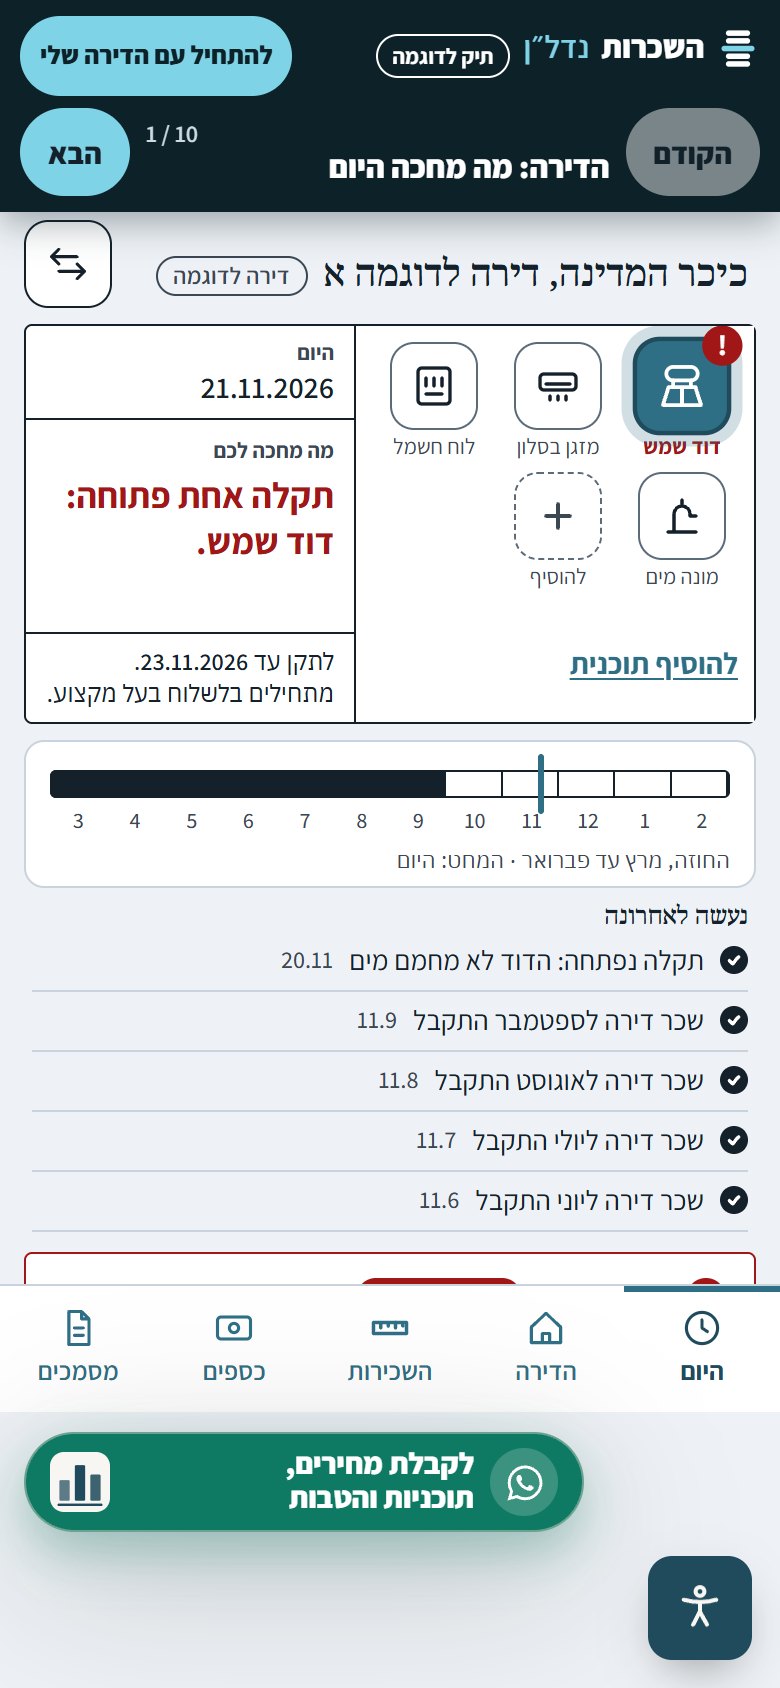 השכרות נדל״ן
תיק לדוגמה
להתחיל עם הדירה שלי
הקודם
הדירה: מה מחכה היום
1 / 10
הבא
כיכר המדינה, דירה לדוגמה א
דירה לדוגמה
!
דוד שמש
מזגן בסלון
לוח חשמל
מונה מים
להוסיף
להוסיף תוכנית
היום
21.11.2026
מה מחכה לכם
תקלה אחת פתוחה:
דוד שמש.
לתקן עד 23.11.2026.
מתחילים בלשלוח בעל מקצוע.
3 4 5 6 7 8 9 10 11 12 1 2
החוזה, מרץ עד פברואר · המחט: היום
נעשה לאחרונה
תקלה נפתחה: הדוד לא מחמם מים 20.11
שכר דירה לספטמבר התקבל 11.9
שכר דירה לאוגוסט התקבל 11.8
שכר דירה ליולי התקבל 11.7
שכר דירה ליוני התקבל 11.6
היום
הדירה
השכירות
כספים
מסמכים
לקבלת מחירים,
תוכניות והטבות